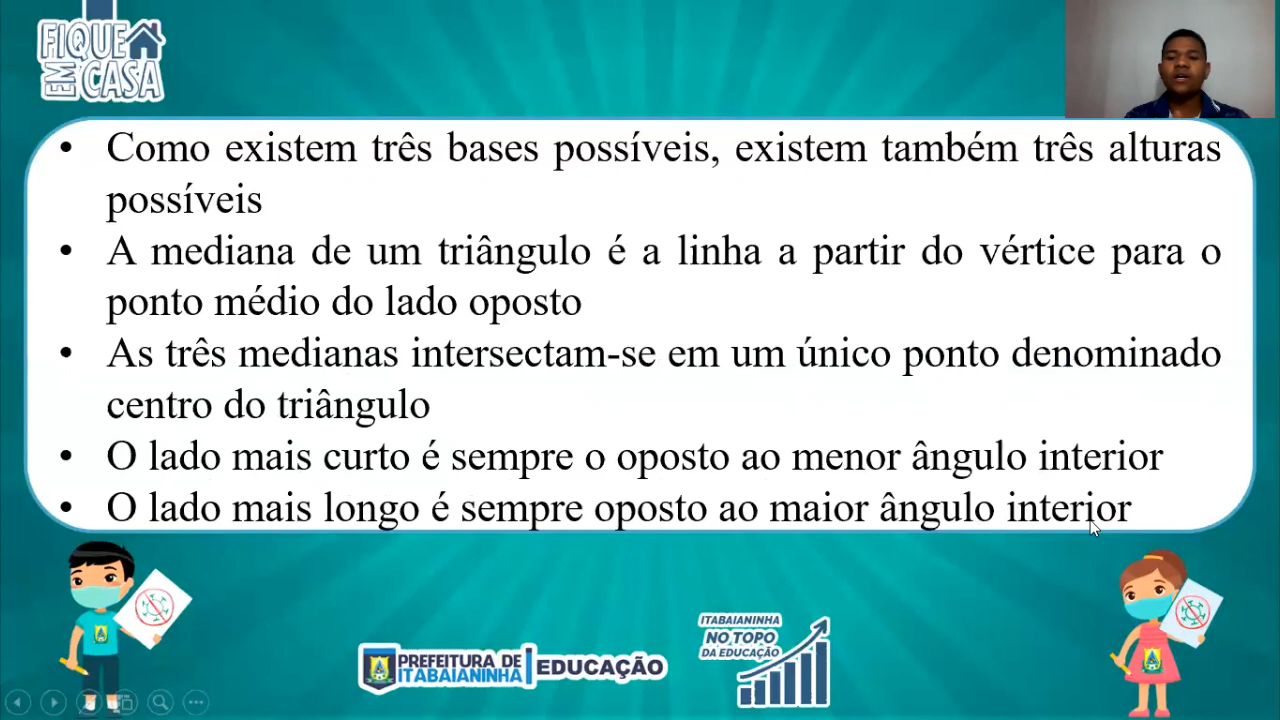 FIQUE
EM CASA
• Como existem três bases possíveis, existem também três alturas
possíveis
• A mediana de um triângulo é a linha a partir do vértice para o
ponto médio do lado oposto
• As três medianas intersectam-se em um único ponto denominado
centro do triângulo
• O lado mais curto é sempre o oposto ao menor ângulo interior
• O lado mais longo é sempre oposto ao maior ângulo interior
PREFEITURA DE
ITABAIANINHA
EDUCAÇÃO
ITABAIANINHA
NO TOPO
DA EDUCAÇÃO